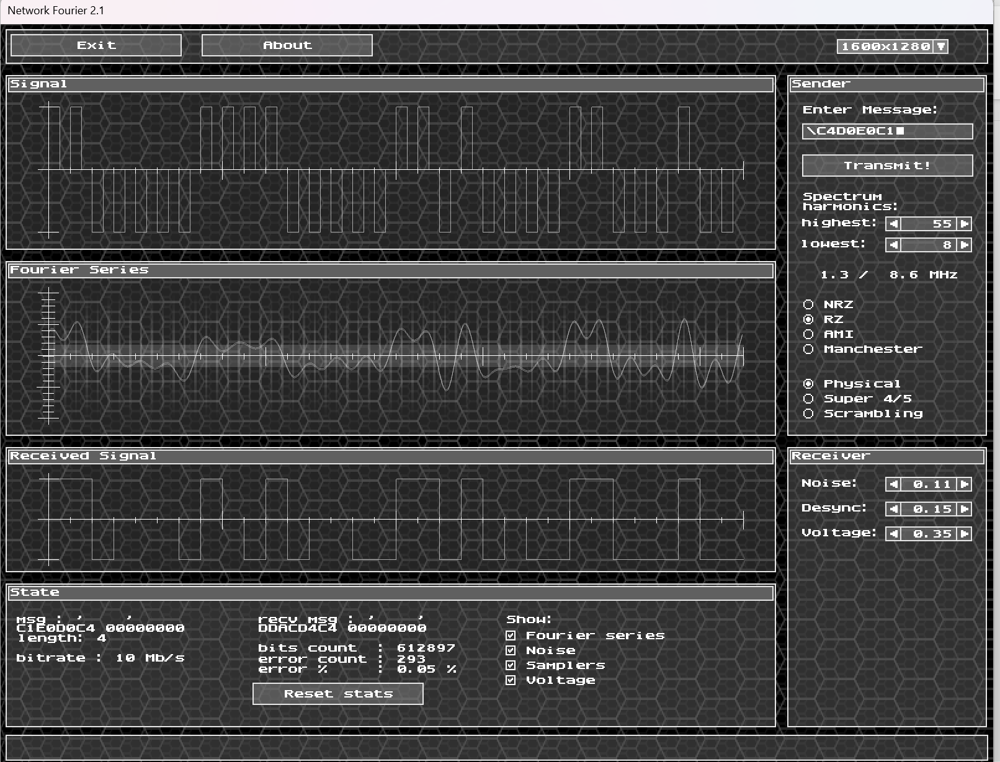 Network Fourier 2.1
Exit
About
1600x1280
Signal
Sender
Enter Message:
\C4D0E0C1
Transmit!
Spectrum
harmonics:
highest: 55
lowest: 8
1.3 / 8.6 MHz
NRZ
RZ
AMI
Manchester
Physical
Super 4/5
Scrambling
Fourier Series
Received Signal
Receiver
Noise: 0.11
Desync: 0.15
Voltage: 0.35
State
msg : ' '
C1E0D0C4 00000000
length: 4
bitrate : 10 Mb/s
recv msg : ' '
DDACD4C4 00000000
bits count : 612897
error count : 293
error % : 0.05 %
Reset stats
Show:
Fourier series
Noise
Samplers
Voltage